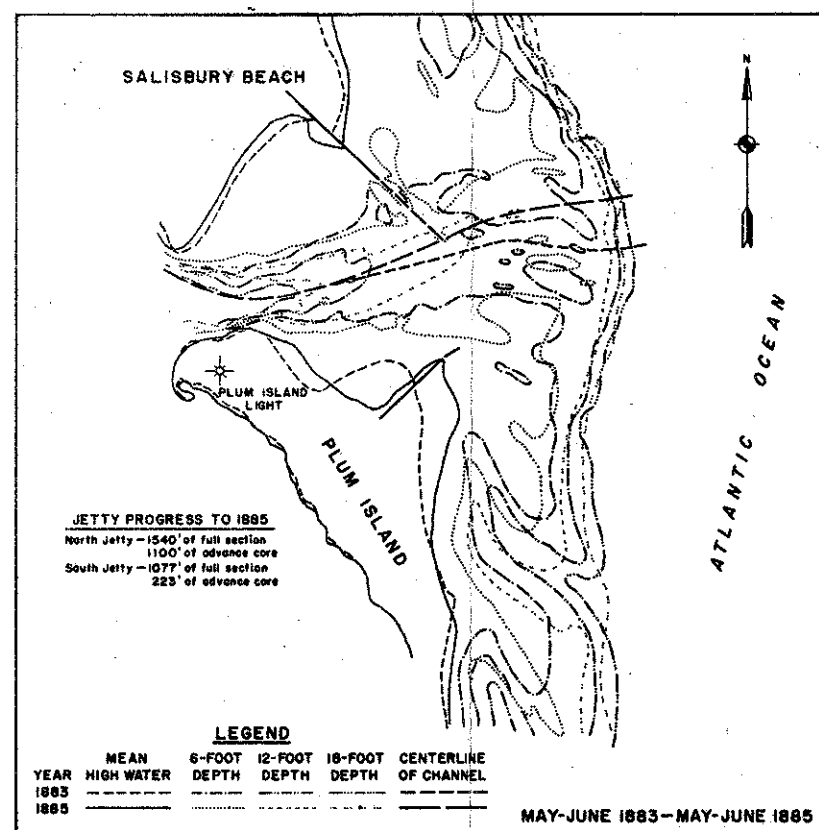 SALISBURY BEACH
N
ATLANTIC OCEAN
PLUM ISLAND
LIGHT
PLUM ISLAND
JETTY PROGRESS TO 1885
North Jetty – 1540' of full section
1100' of advance core
South Jetty – 1077' of full section
223' of advance core
LEGEND
YEAR MEAN HIGH WATER 6-FOOT DEPTH 12-FOOT DEPTH 18-FOOT DEPTH CENTERLINE OF CHANNEL
1883
1885
MAY-JUNE 1883 – MAY-JUNE 1885